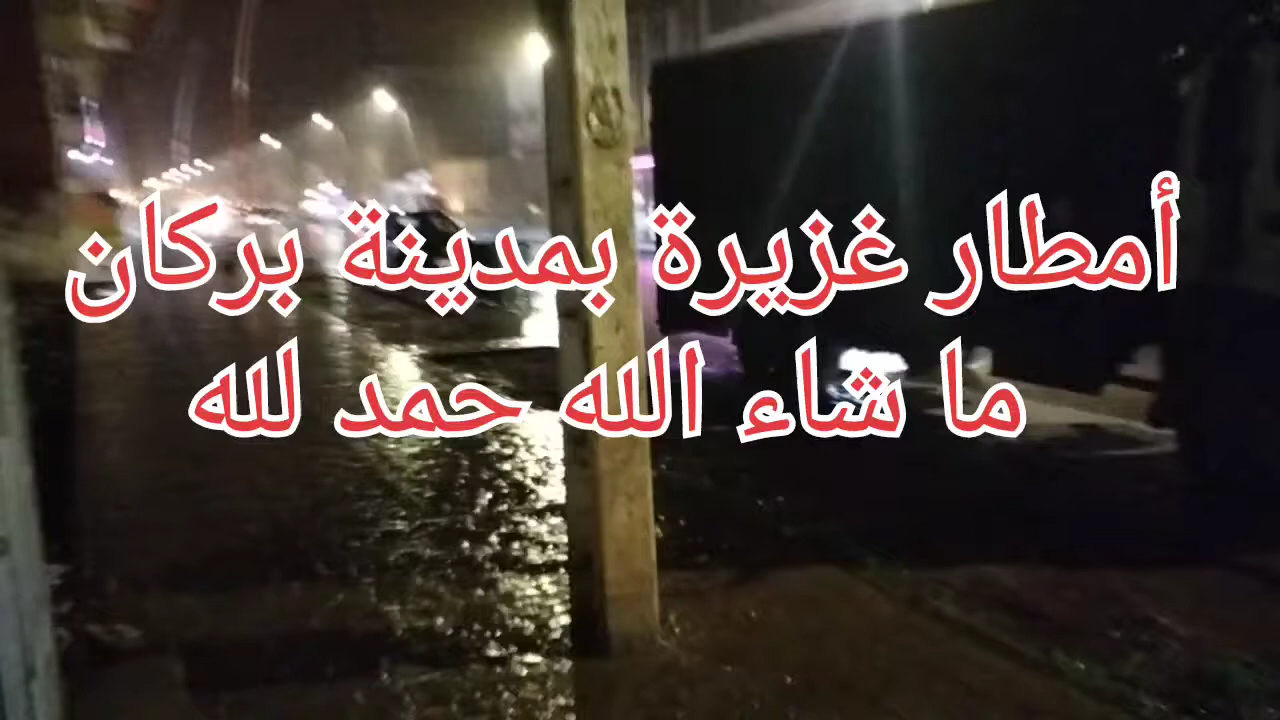 أمطار غزيرة بمدينة بركان
ما شاء الله حمد لله